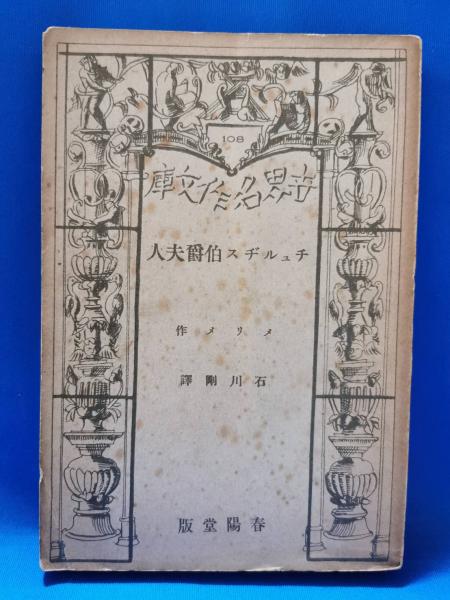 108
世界名作文庫
チュルヂス伯爵夫人
メリメ作
石川剛譯
春陽堂版